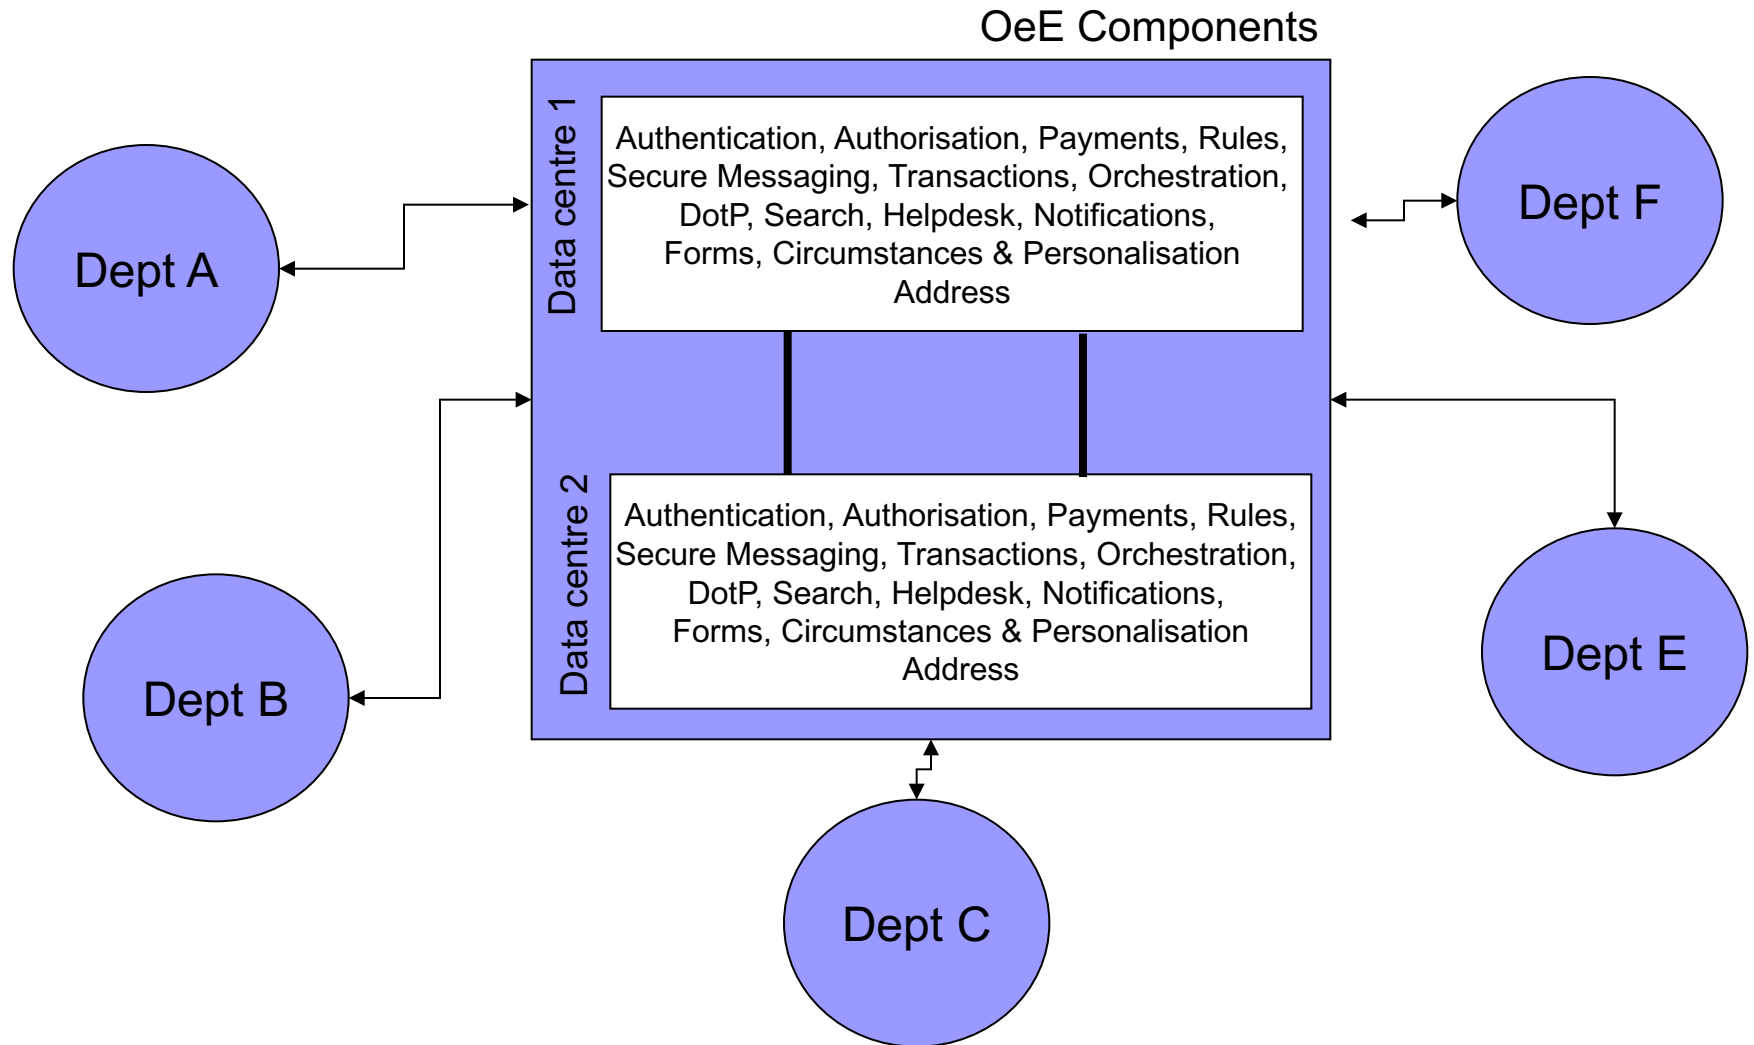 OeE Components
Data centre 1
Authentication, Authorisation, Payments, Rules,
Secure Messaging, Transactions, Orchestration,
DotP, Search, Helpdesk, Notifications,
Forms, Circumstances & Personalisation
Address
Dept A
Dept F
Data centre 2
Authentication, Authorisation, Payments, Rules,
Secure Messaging, Transactions, Orchestration,
DotP, Search, Helpdesk, Notifications,
Forms, Circumstances & Personalisation
Address
Dept B
Dept E
Dept C